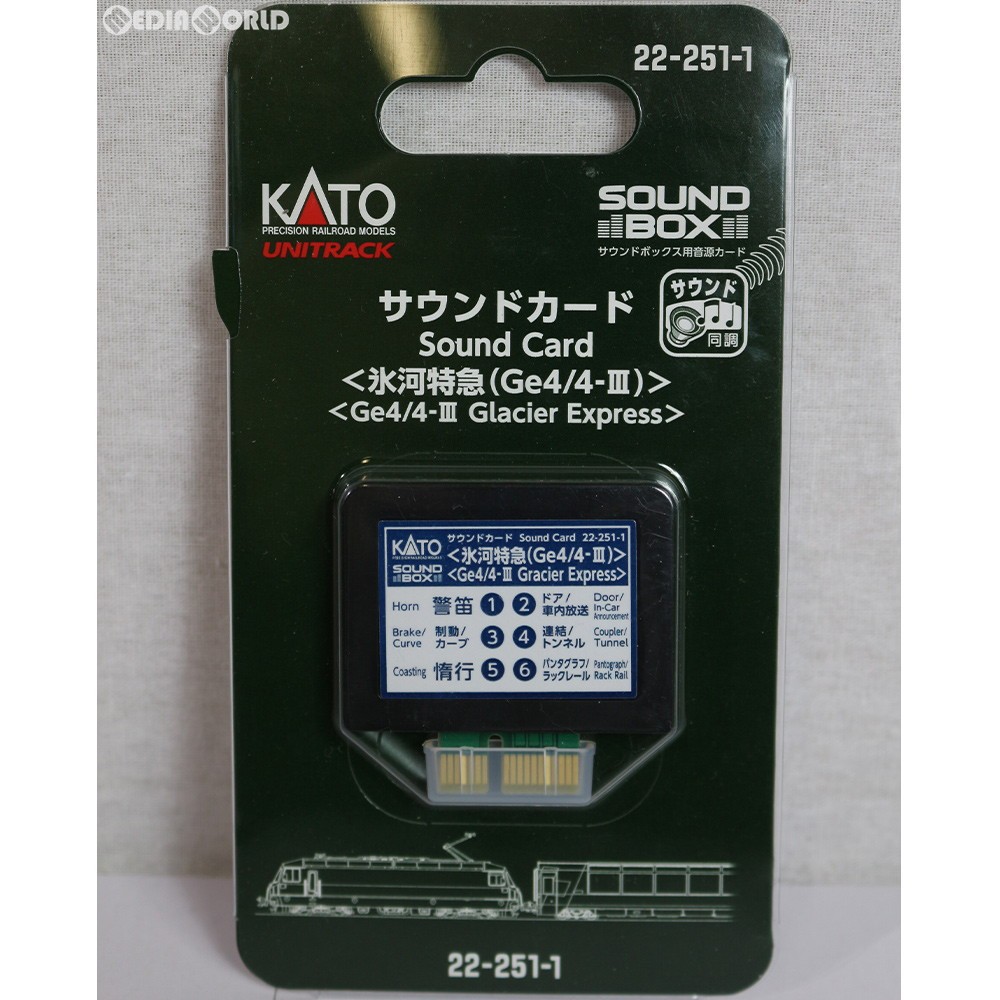 MEDIAWORLD
22-251-1
KATO
PRECISION RAILROAD MODELS
UNITRACK
SOUND
BOX
サウンドボックス用音源カード
サウンド
同調
サウンドカード
Sound Card
<氷河特急(Ge4/4-Ⅲ)>
<Ge4/4-Ⅲ Glacier Express>
KATO
SOUND
BOX
サウンドカード Sound Card 22-251-1
<氷河特急(Ge4/4-Ⅲ)>
<Ge4/4-Ⅲ Gracier Express>
Horn 警笛 1 2 ドア/車内放送 Door/In-Car Announcement
Brake/Curve 制動/カーブ 3 4 連結/トンネル Coupler/Tunnel
Coasting 惰行 5 6 パンタグラフ/ラックレール Pantograph/Rack Rail
22-251-1